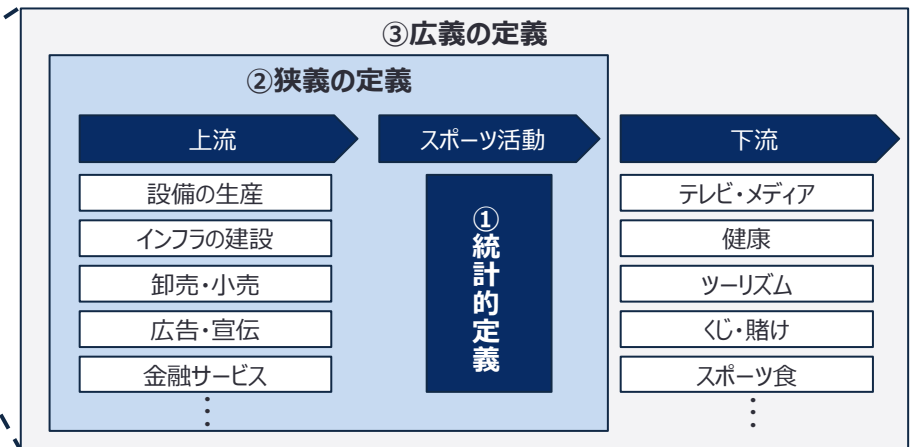 ③広義の定義
②狭義の定義
上流
スポーツ活動
下流
設備の生産
インフラの建設
卸売・小売
広告・宣伝
金融サービス
⋮
①統計的定義
テレビ・メディア
健康
ツーリズム
くじ・賭け
スポーツ食
⋮